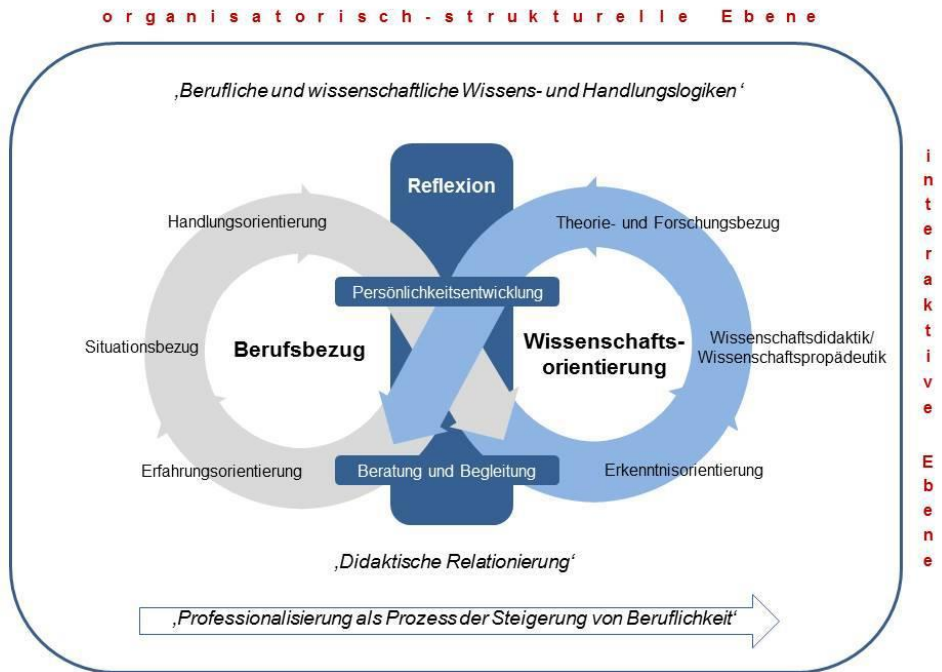 organisatorisch-strukturelle Ebene
‚Berufliche und wissenschaftliche Wissens- und Handlungslogiken‘
Reflexion
Handlungsorientierung
Theorie- und Forschungsbezug
Persönlichkeitsentwicklung
Situationsbezug
Berufsbezug
Wissenschafts-
orientierung
Wissenschaftsdidaktik/
Wissenschaftspropädeutik
Erfahrungsorientierung
Beratung und Begleitung
Erkenntnisorientierung
‚Didaktische Relationierung‘
‚Professionalisierung als Prozess der Steigerung von Beruflichkeit‘
interaktive Ebene